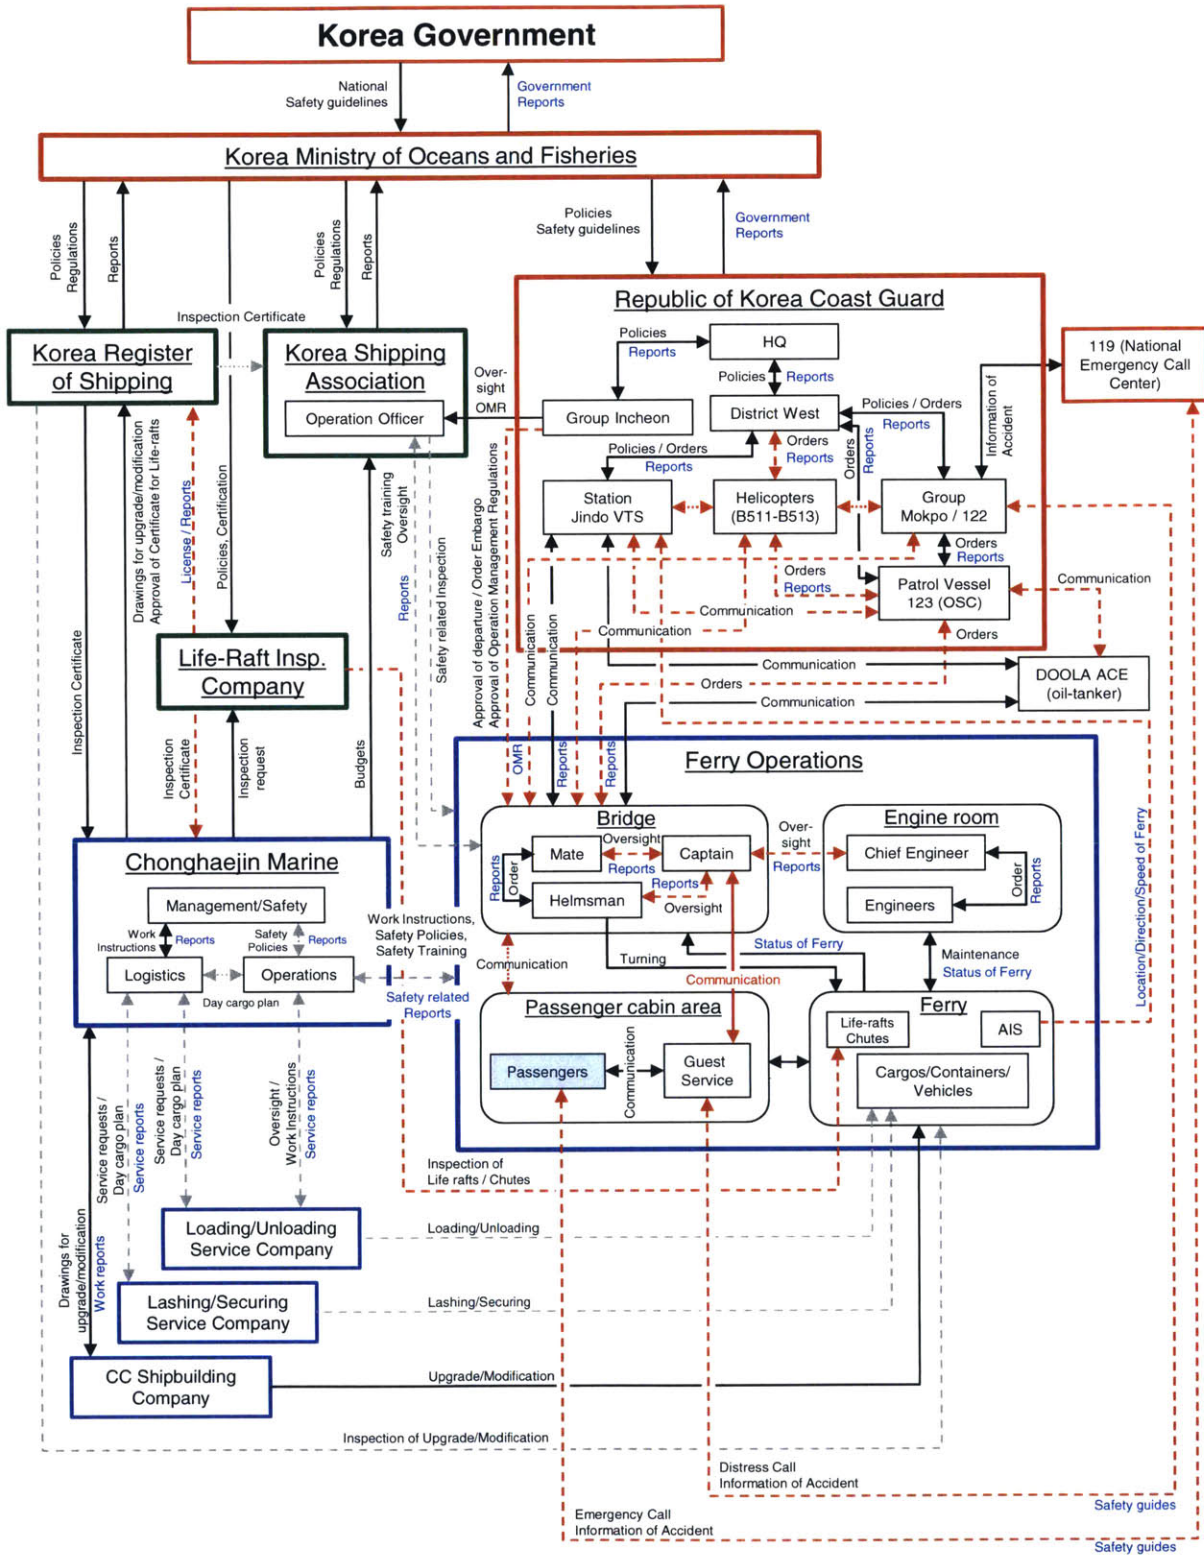 Korea Government
National
Safety guidelines
Government
Reports
Korea Ministry of Oceans and Fisheries
Policies
Regulations
Reports
Policies
Regulations
Reports
Policies
Safety guidelines
Government
Reports
Inspection Certificate
Korea Register
of Shipping
Korea Shipping
Association
Operation Officer
Over-
sight
OMR
Republic of Korea Coast Guard
HQ
Policies
Reports
Policies
Reports
Group Incheon
District West
Policies / Orders
Reports
Policies / Orders
Reports
Orders
Reports
Orders
Reports
Information of
Accident
119 (National
Emergency Call
Center)
Station
Jindo VTS
Helicopters
(B511-B513)
Group
Mokpo / 122
Orders
Reports
Orders
Reports
Patrol Vessel
123 (OSC)
Communication
Communication
Communication
Orders
Communication
Orders
Communication
DOOLA ACE
(oil-tanker)
Drawings for upgrade/modification
Approval of Certificate for Life-rafts
License / Reports
Policies, Certification
Safety training
Oversight
Reports
Safety related Inspection
Approval of departure / Order Embargo
Approval of Operation Management Regulations
Communication
Communication
Life-Raft Insp.
Company
Inspection Certificate
Inspection
Certificate
Inspection
request
Budgets
OMR
Reports
Reports
Ferry Operations
Bridge
Mate
Oversight
Reports
Captain
Reports
Order
Helmsman
Reports
Oversight
Over-
sight
Reports
Engine room
Chief Engineer
Engineers
Order
Reports
Location/Direction/Speed of Ferry
Chonghaejin Marine
Management/Safety
Work
Instructions
Reports
Safety
Policies
Reports
Logistics
Operations
Day cargo plan
Work Instructions,
Safety Policies,
Safety Training
Safety related
Reports
Communication
Turning
Status of Ferry
Communication
Maintenance
Status of Ferry
Passenger cabin area
Passengers
Communication
Guest
Service
Ferry
Life-rafts
Chutes
AIS
Cargos/Containers/
Vehicles
Service requests /
Day cargo plan
Service reports
Service requests /
Day cargo plan
Service reports
Oversight /
Work Instructions
Service reports
Inspection of
Life rafts / Chutes
Loading/Unloading
Service Company
Loading/Unloading
Drawings for
upgrade/modification
Work reports
Lashing/Securing
Service Company
Lashing/Securing
CC Shipbuilding
Company
Upgrade/Modification
Inspection of Upgrade/Modification
Distress Call
Information of Accident
Safety guides
Emergency Call
Information of Accident
Safety guides